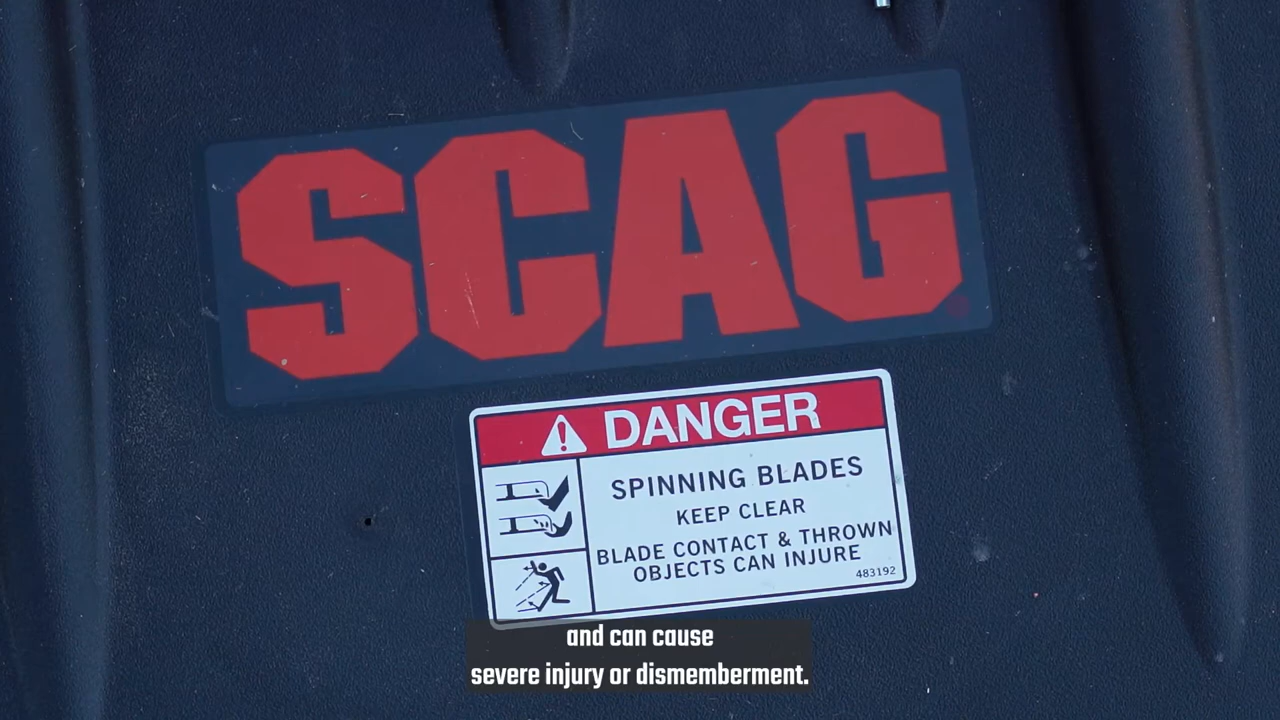 SCAG
DANGER
SPINNING BLADES
KEEP CLEAR
BLADE CONTACT & THROWN
OBJECTS CAN INJURE
483192
and can cause
severe injury or dismemberment.